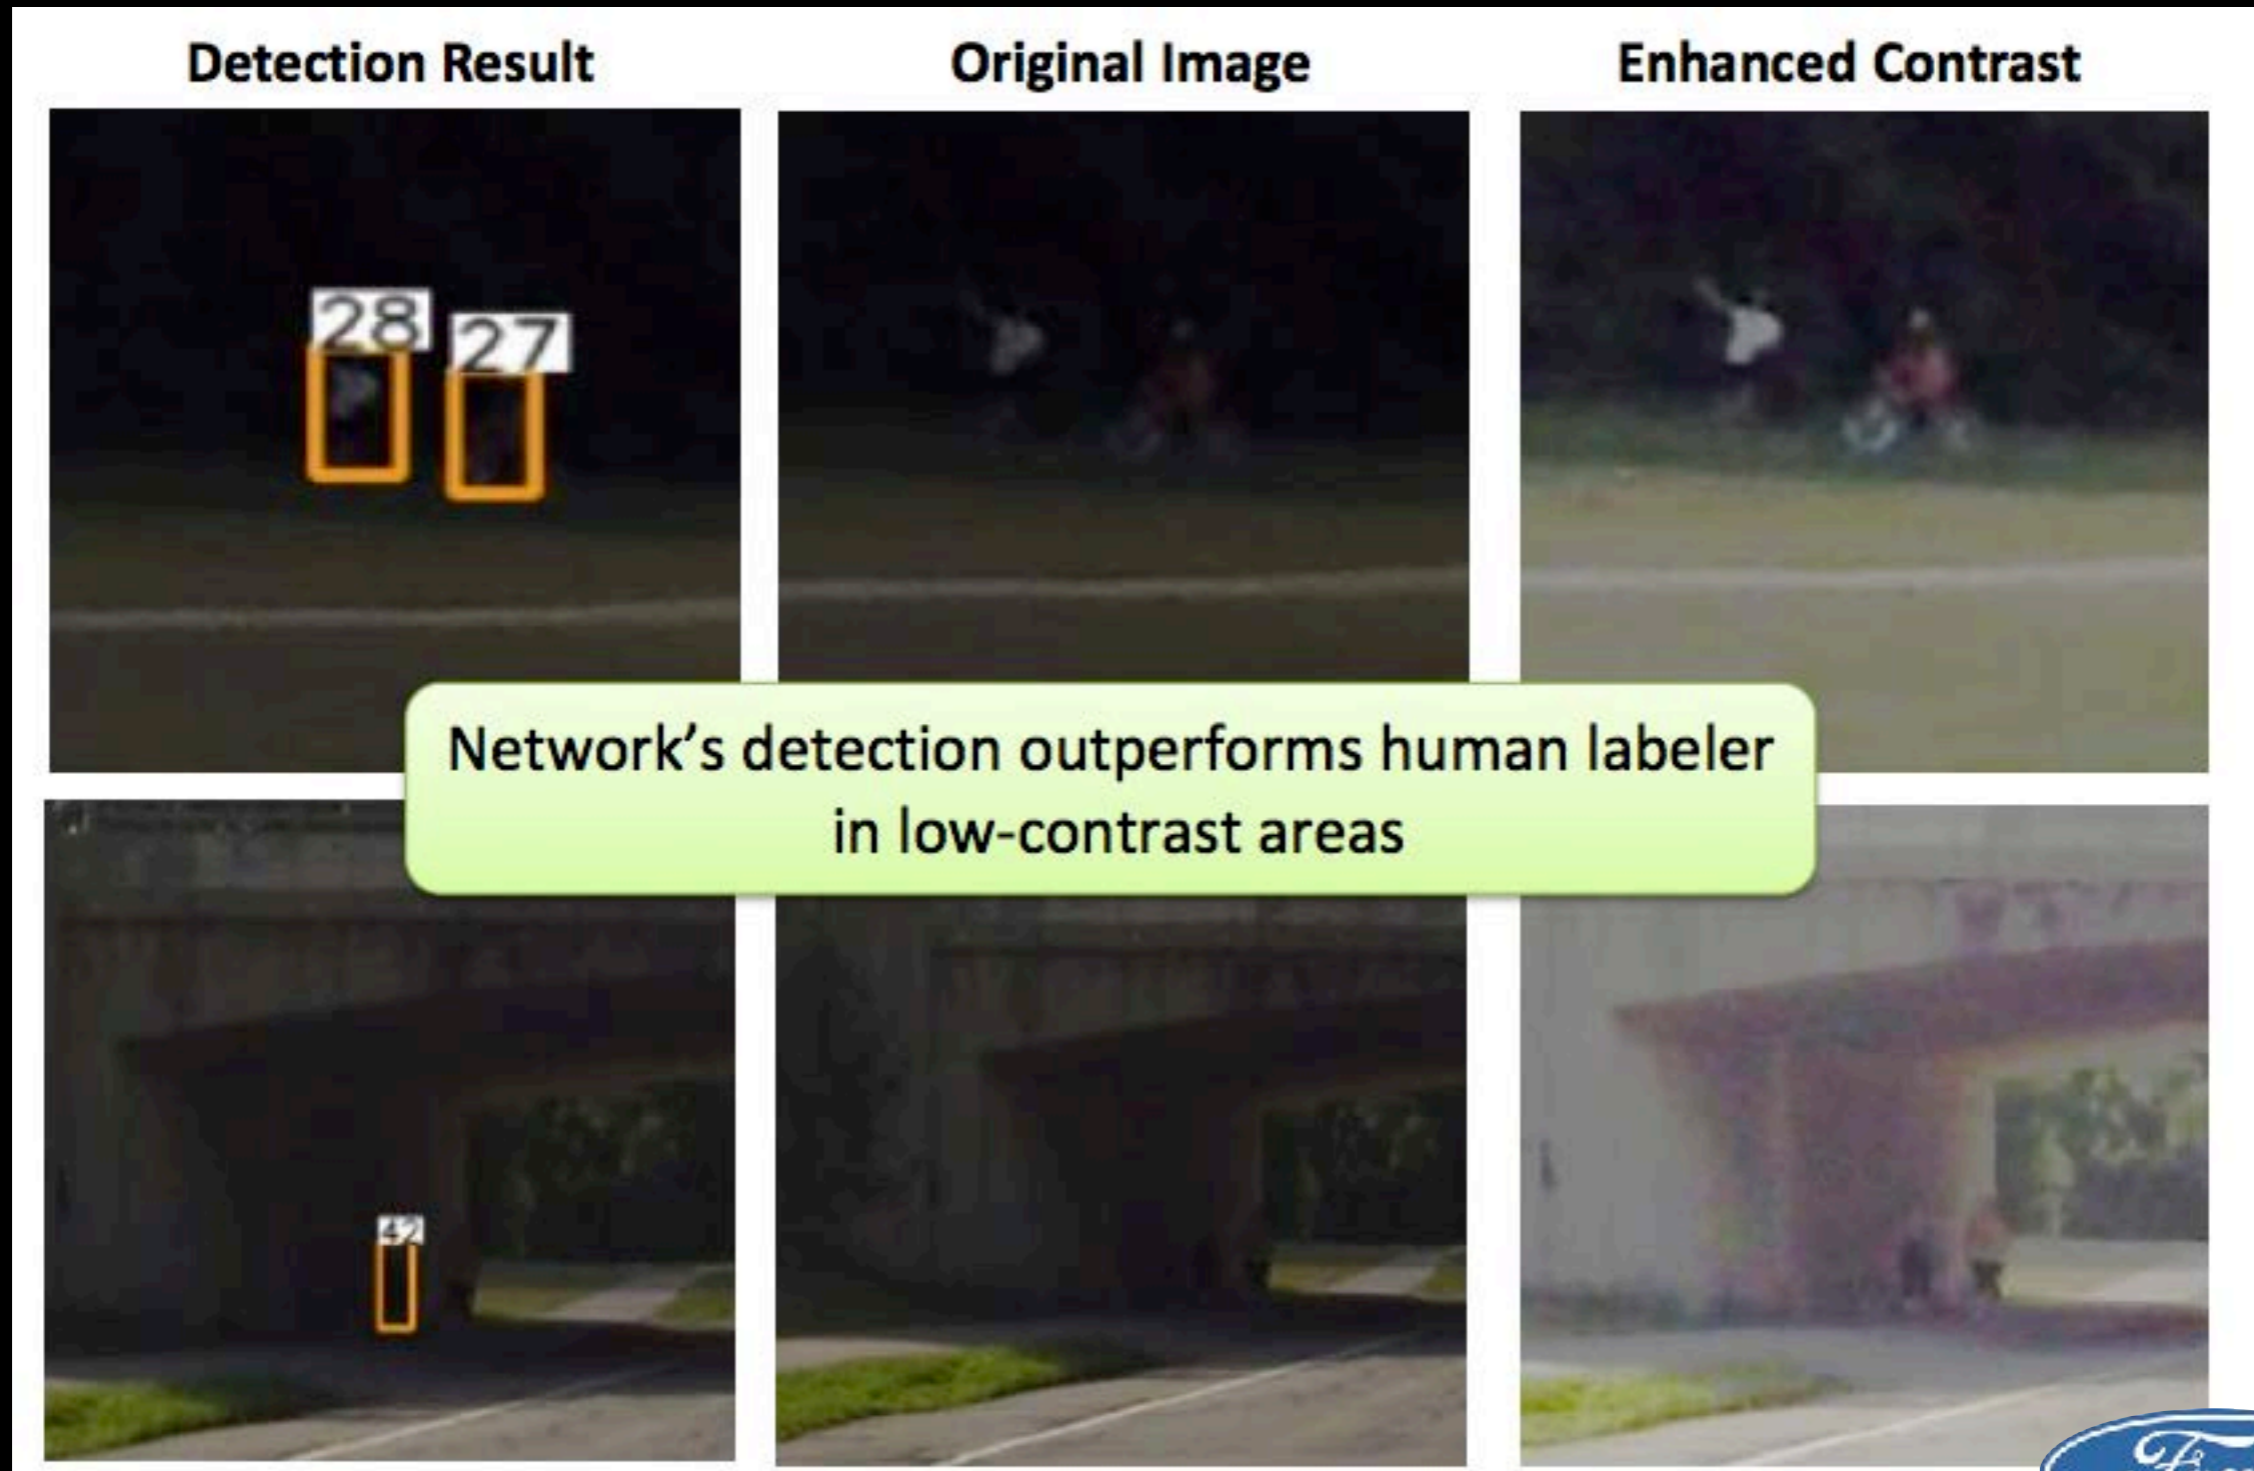 Detection Result
Original Image
Enhanced Contrast
28
27
Network’s detection outperforms human labeler
in low-contrast areas
42